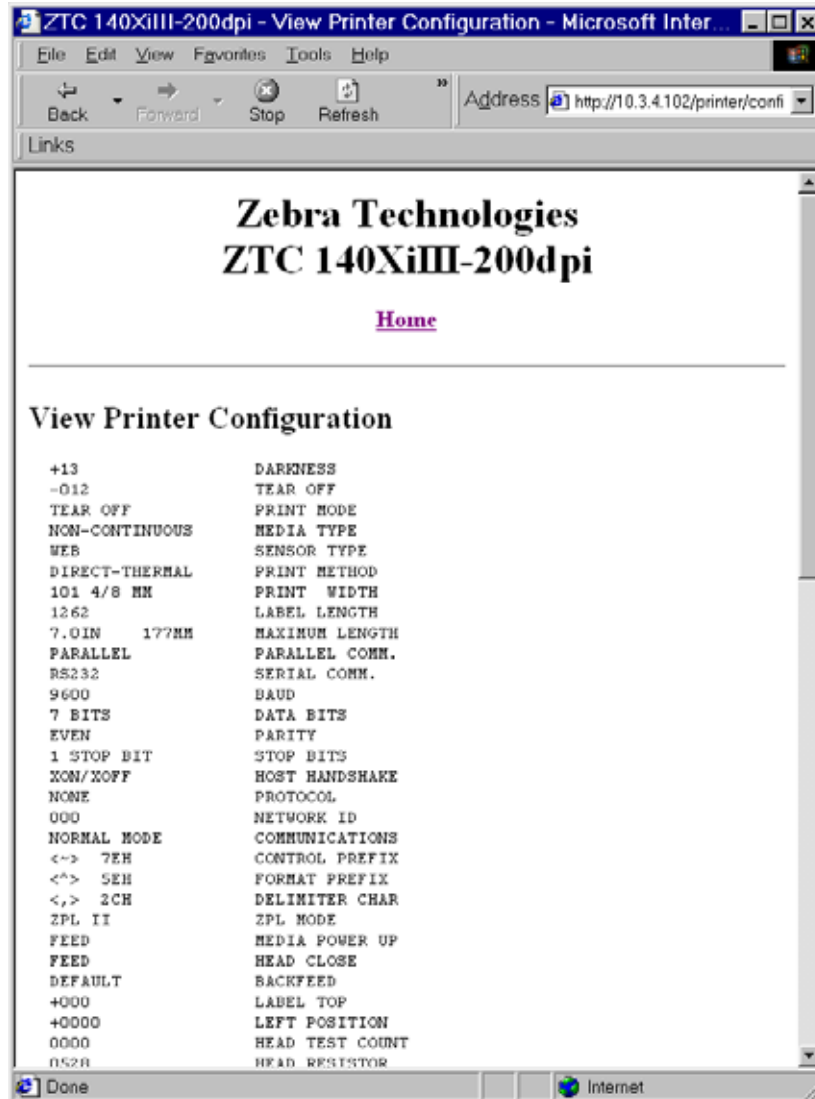 ZTC 140XiIII-200dpi - View Printer Configuration - Microsoft Inter...
File Edit View Favorites Tools Help
Back Forward Stop Refresh » Address http://10.3.4.102/printer/confi
Links
Zebra Technologies
ZTC 140XiIII-200dpi
Home
View Printer Configuration
+13 DARKNESS
-012 TEAR OFF
TEAR OFF PRINT MODE
NON-CONTINUOUS MEDIA TYPE
WEB SENSOR TYPE
DIRECT-THERMAL PRINT METHOD
101 4/8 MM PRINT WIDTH
1262 LABEL LENGTH
7.0IN 177MM MAXIMUM LENGTH
PARALLEL PARALLEL COMM.
RS232 SERIAL COMM.
9600 BAUD
7 BITS DATA BITS
EVEN PARITY
1 STOP BIT STOP BITS
XON/XOFF HOST HANDSHAKE
NONE PROTOCOL
000 NETWORK ID
NORMAL MODE COMMUNICATIONS
<~> 7EH CONTROL PREFIX
<^> 5EH FORMAT PREFIX
<,> 2CH DELIMITER CHAR
ZPL II ZPL MODE
FEED MEDIA POWER UP
FEED HEAD CLOSE
DEFAULT BACKFEED
+000 LABEL TOP
+0000 LEFT POSITION
0000 HEAD TEST COUNT
0528 HEAD RESISTOR
Done Internet